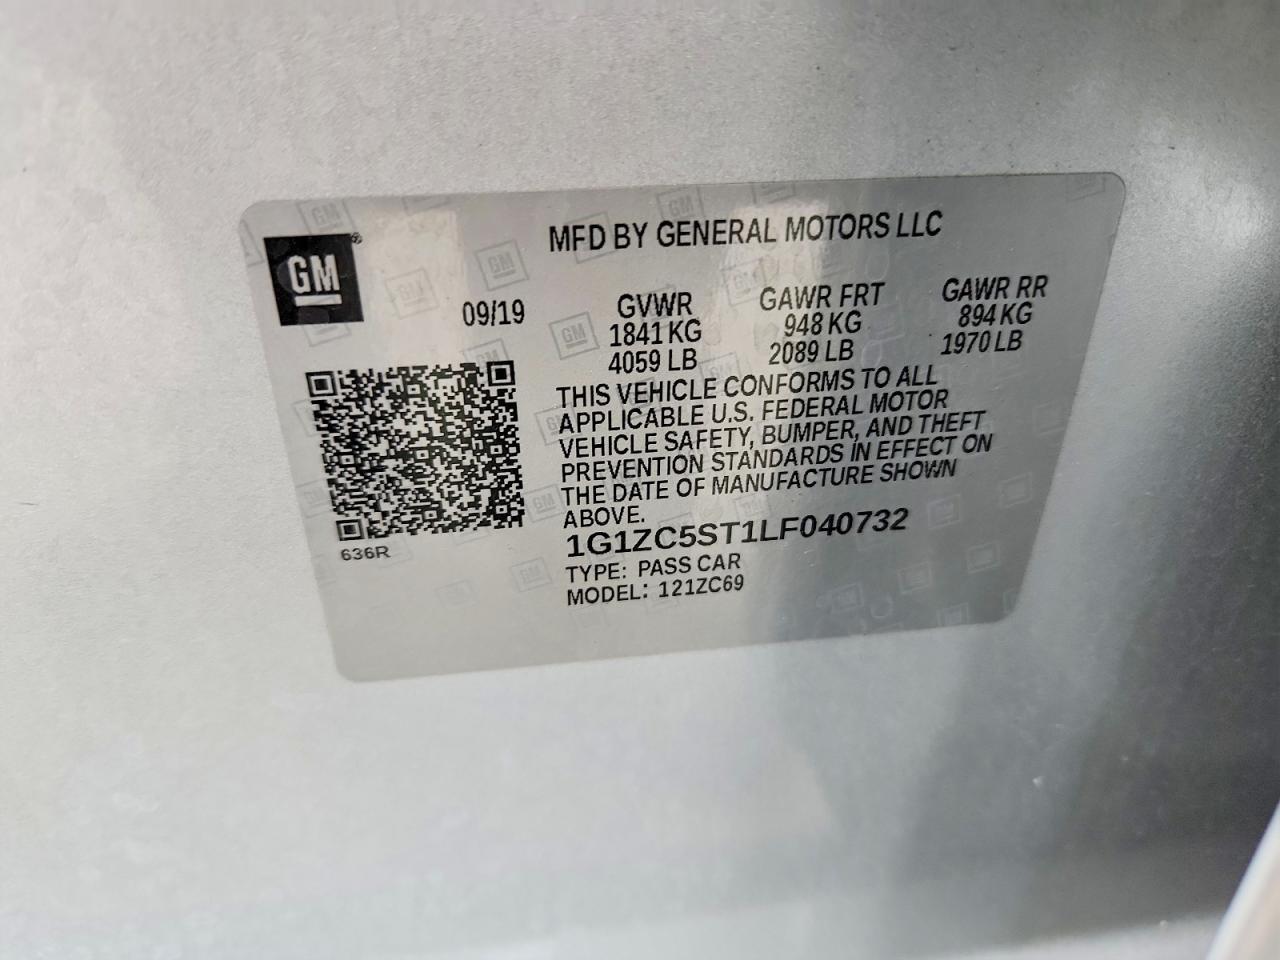 GM®
MFD BY GENERAL MOTORS LLC
09/19
GVWR
1841 KG
4059 LB
GAWR FRT
948 KG
2089 LB
GAWR RR
894 KG
1970 LB
THIS VEHICLE CONFORMS TO ALL
APPLICABLE U.S. FEDERAL MOTOR
VEHICLE SAFETY, BUMPER, AND THEFT
PREVENTION STANDARDS IN EFFECT ON
THE DATE OF MANUFACTURE SHOWN
ABOVE.
1G1ZC5ST1LF040732
TYPE: PASS CAR
MODEL: 121ZC69
636R